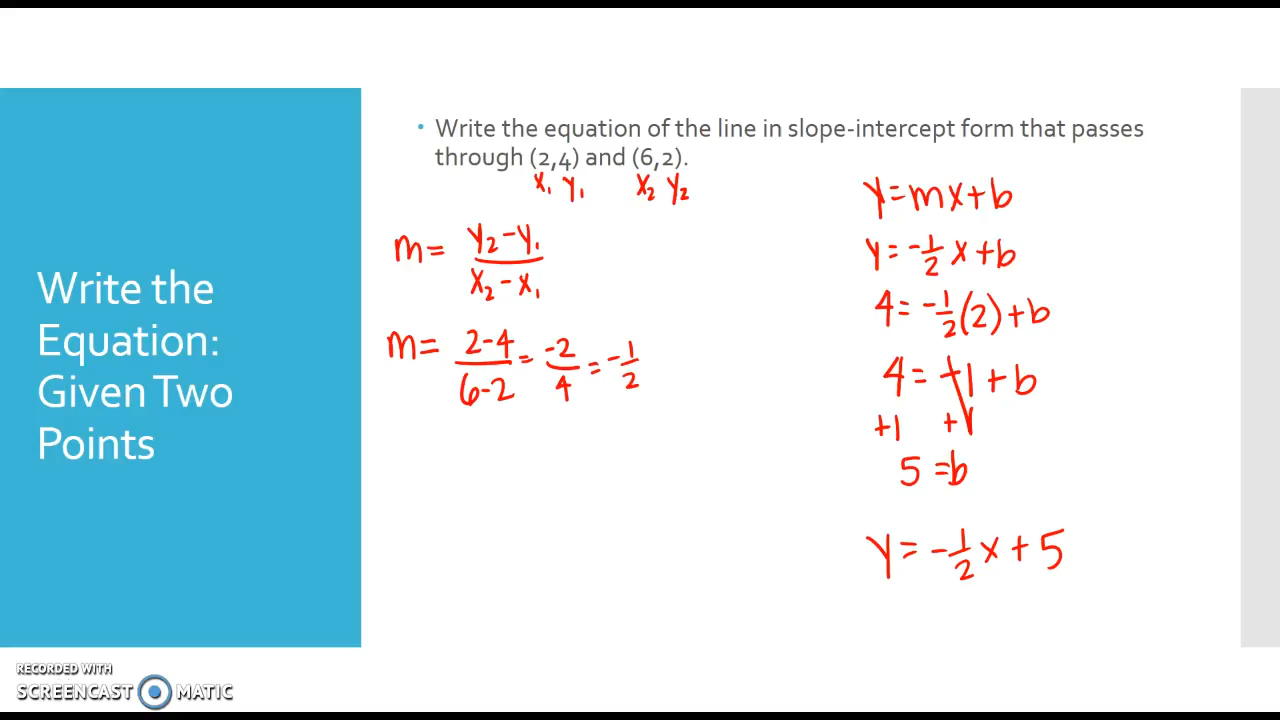 Write the
Equation:
Given Two
Points
• Write the equation of the line in slope-intercept form that passes
through (2,4) and (6,2).
x₁ y₁ x₂ y₂
m = y₂ - y₁ / x₂ - x₁
m = 2-4 / 6-2 = -2/4 = -1/2
y = mx + b
y = -1/2 x + b
4 = -1/2 (2) + b
4 = -1 + b
+1 +1
5 = b
y = -1/2 x + 5
RECORDED WITH
SCREENCAST MATIC